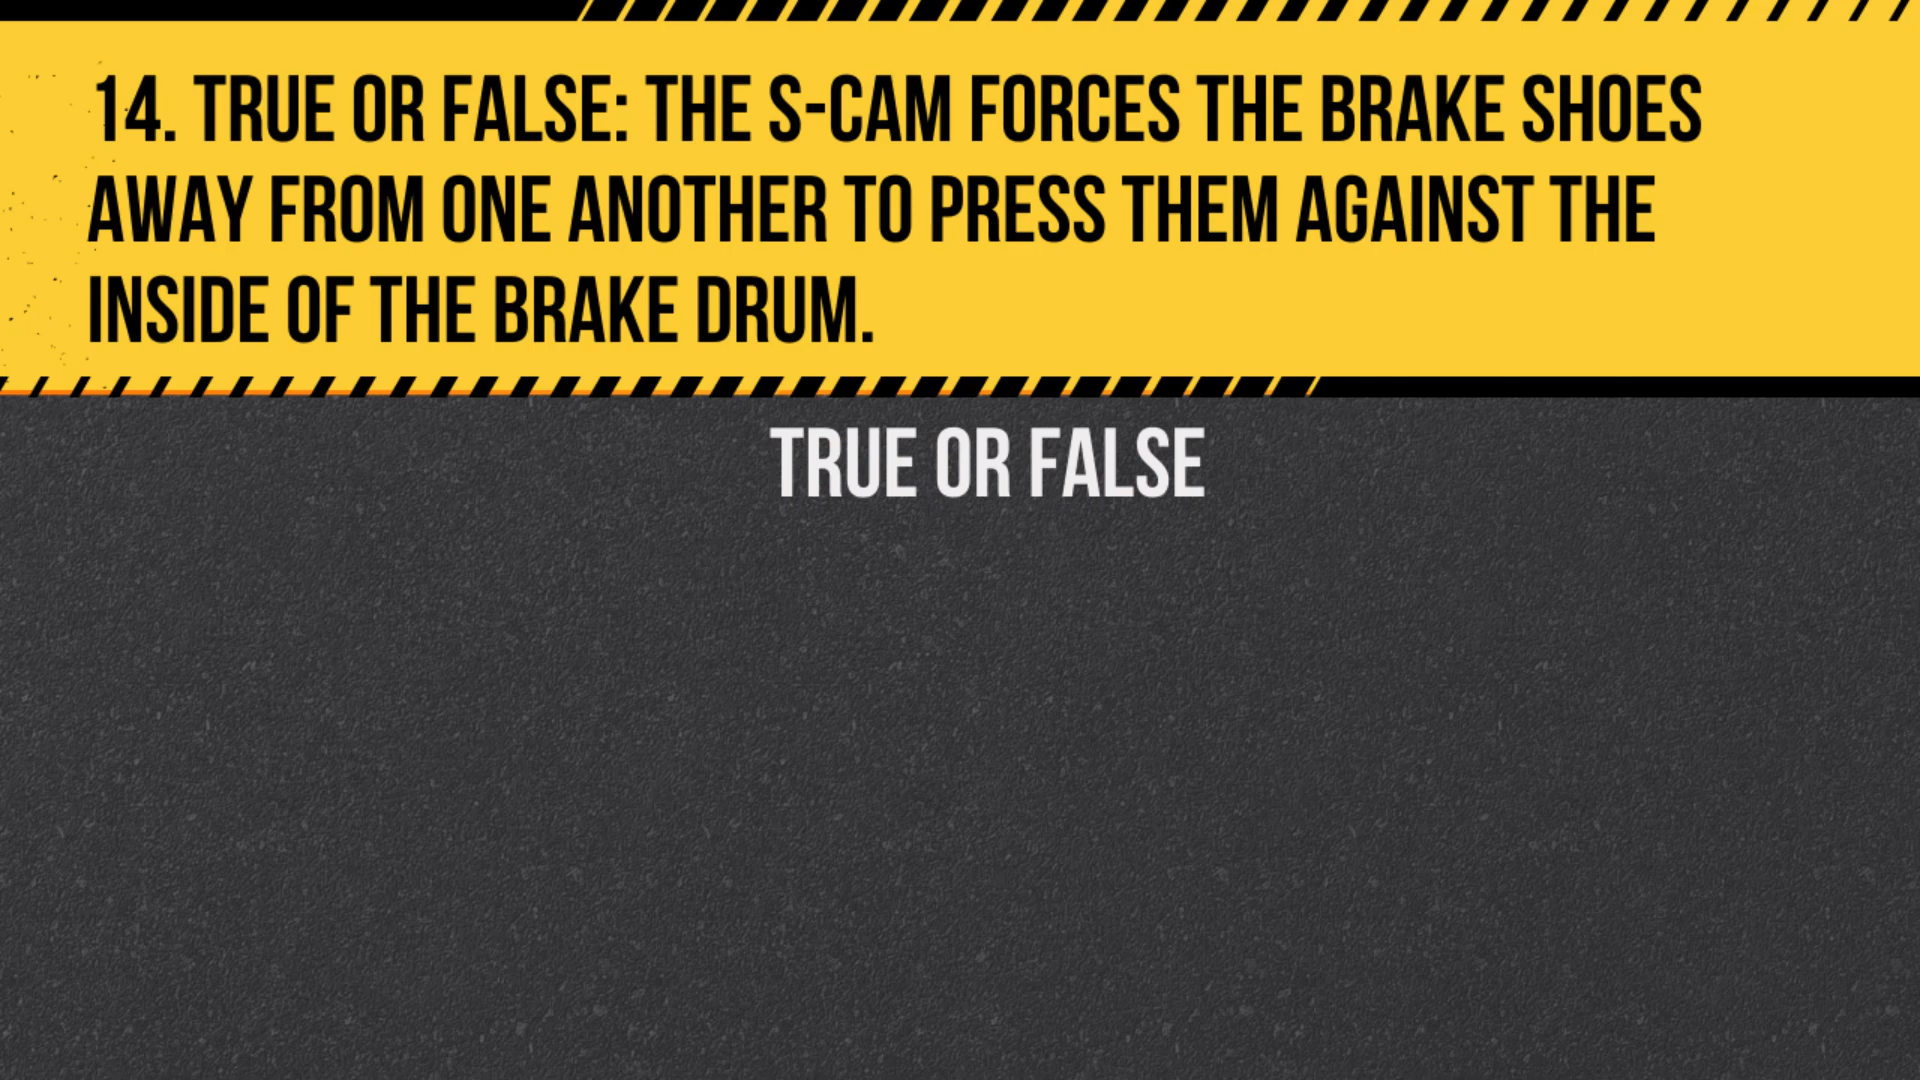 14. TRUE OR FALSE: THE S-CAM FORCES THE BRAKE SHOES
AWAY FROM ONE ANOTHER TO PRESS THEM AGAINST THE
INSIDE OF THE BRAKE DRUM.
TRUE OR FALSE